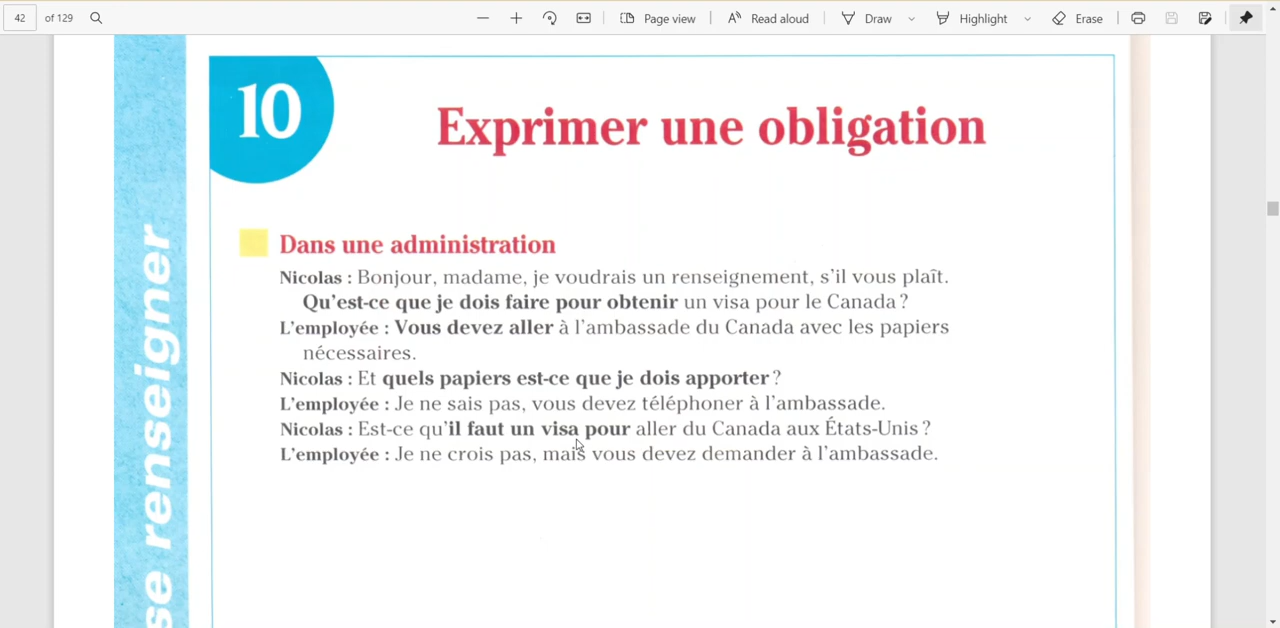 42 of 129 Page view Read aloud Draw Highlight Erase
10
Exprimer une obligation
Dans une administration
Nicolas : Bonjour, madame, je voudrais un renseignement, s'il vous plaît.
Qu'est-ce que je dois faire pour obtenir un visa pour le Canada ?
L'employée : Vous devez aller à l'ambassade du Canada avec les papiers
nécessaires.
Nicolas : Et quels papiers est-ce que je dois apporter ?
L'employée : Je ne sais pas, vous devez téléphoner à l'ambassade.
Nicolas : Est-ce qu'il faut un visa pour aller du Canada aux États-Unis ?
L'employée : Je ne crois pas, mais vous devez demander à l'ambassade.
se renseigner